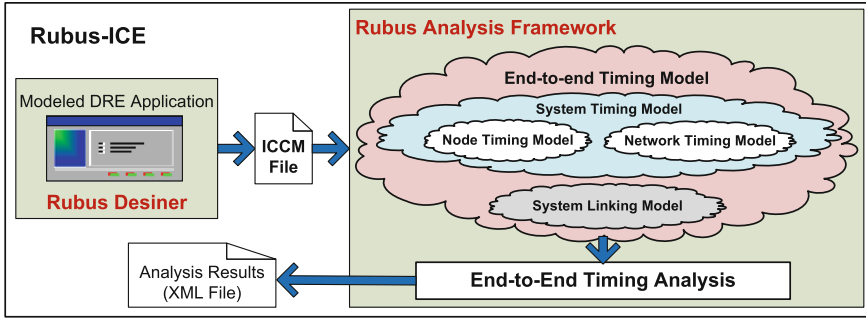 Rubus-ICE
Modeled DRE Application
Rubus Desiner
ICCM
File
Rubus Analysis Framework
End-to-end Timing Model
System Timing Model
Node Timing Model
Network Timing Model
System Linking Model
End-to-End Timing Analysis
Analysis Results
(XML File)